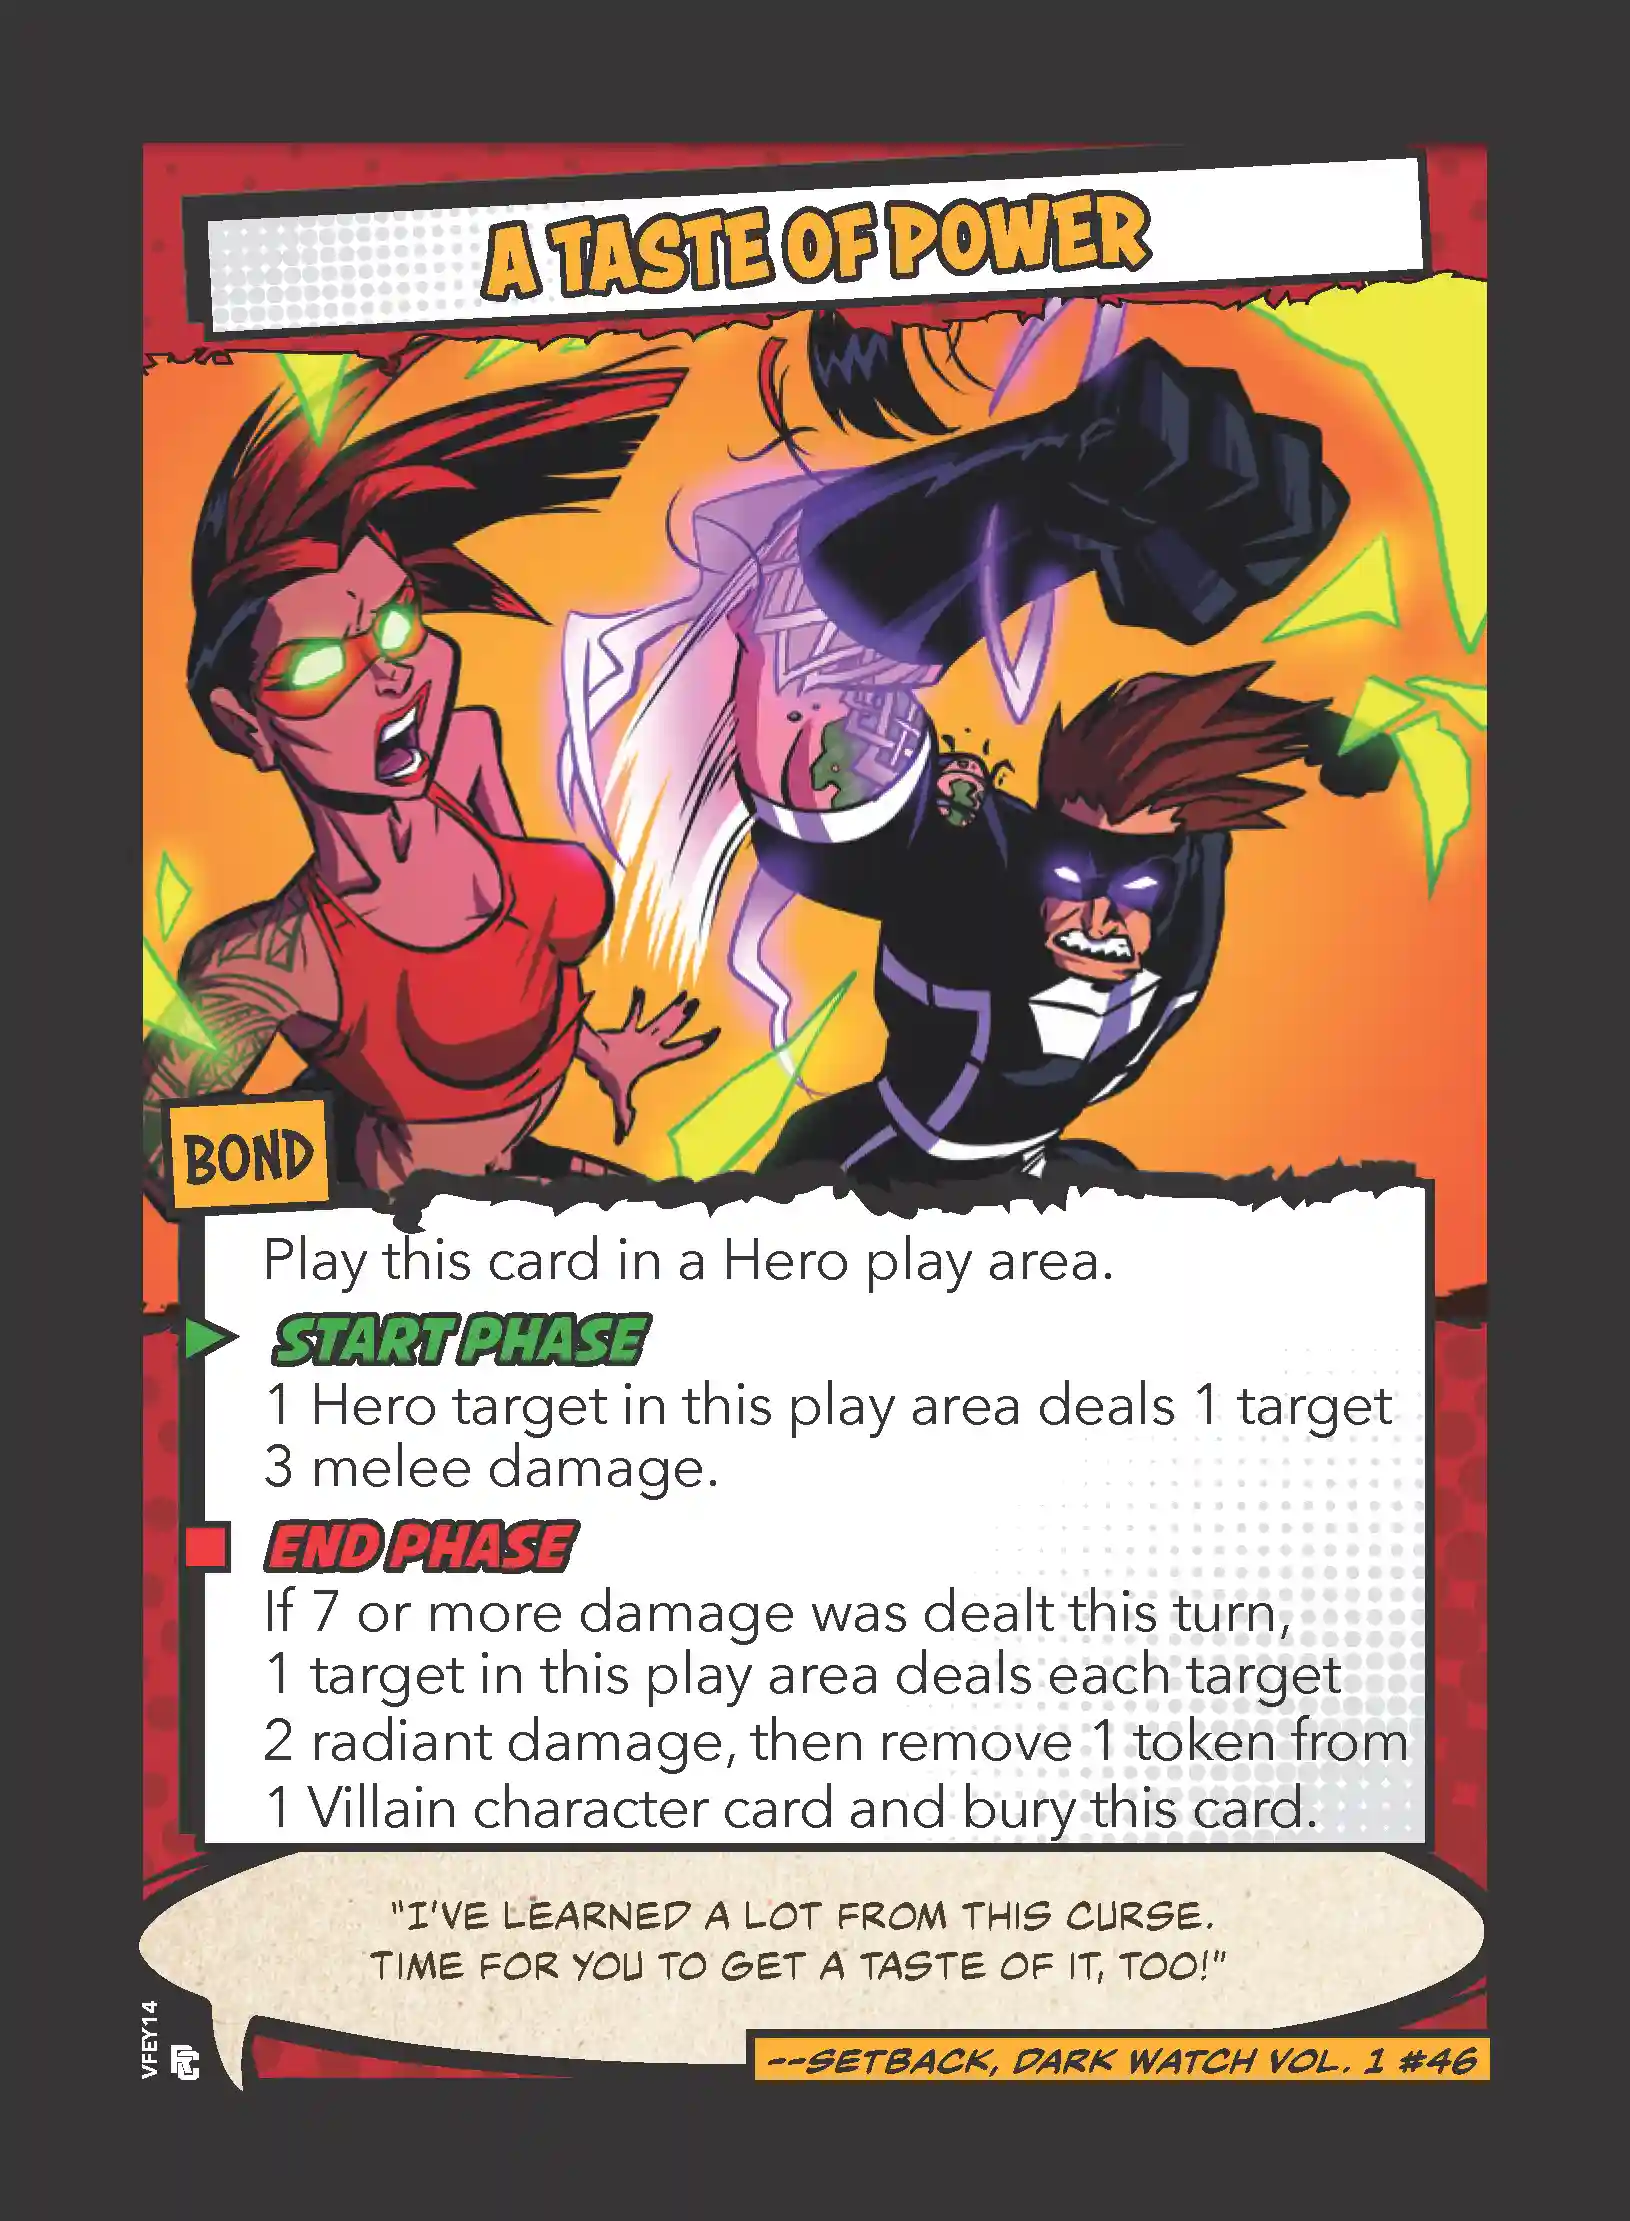 A TASTE OF POWER
BOND
Play this card in a Hero play area.
START PHASE
1 Hero target in this play area deals 1 target
3 melee damage.
END PHASE
If 7 or more damage was dealt this turn,
1 target in this play area deals each target
2 radiant damage, then remove 1 token from
1 Villain character card and bury this card.
"I'VE LEARNED A LOT FROM THIS CURSE.
TIME FOR YOU TO GET A TASTE OF IT, TOO!"
--SETBACK, DARK WATCH VOL. 1 #46
VFEY14